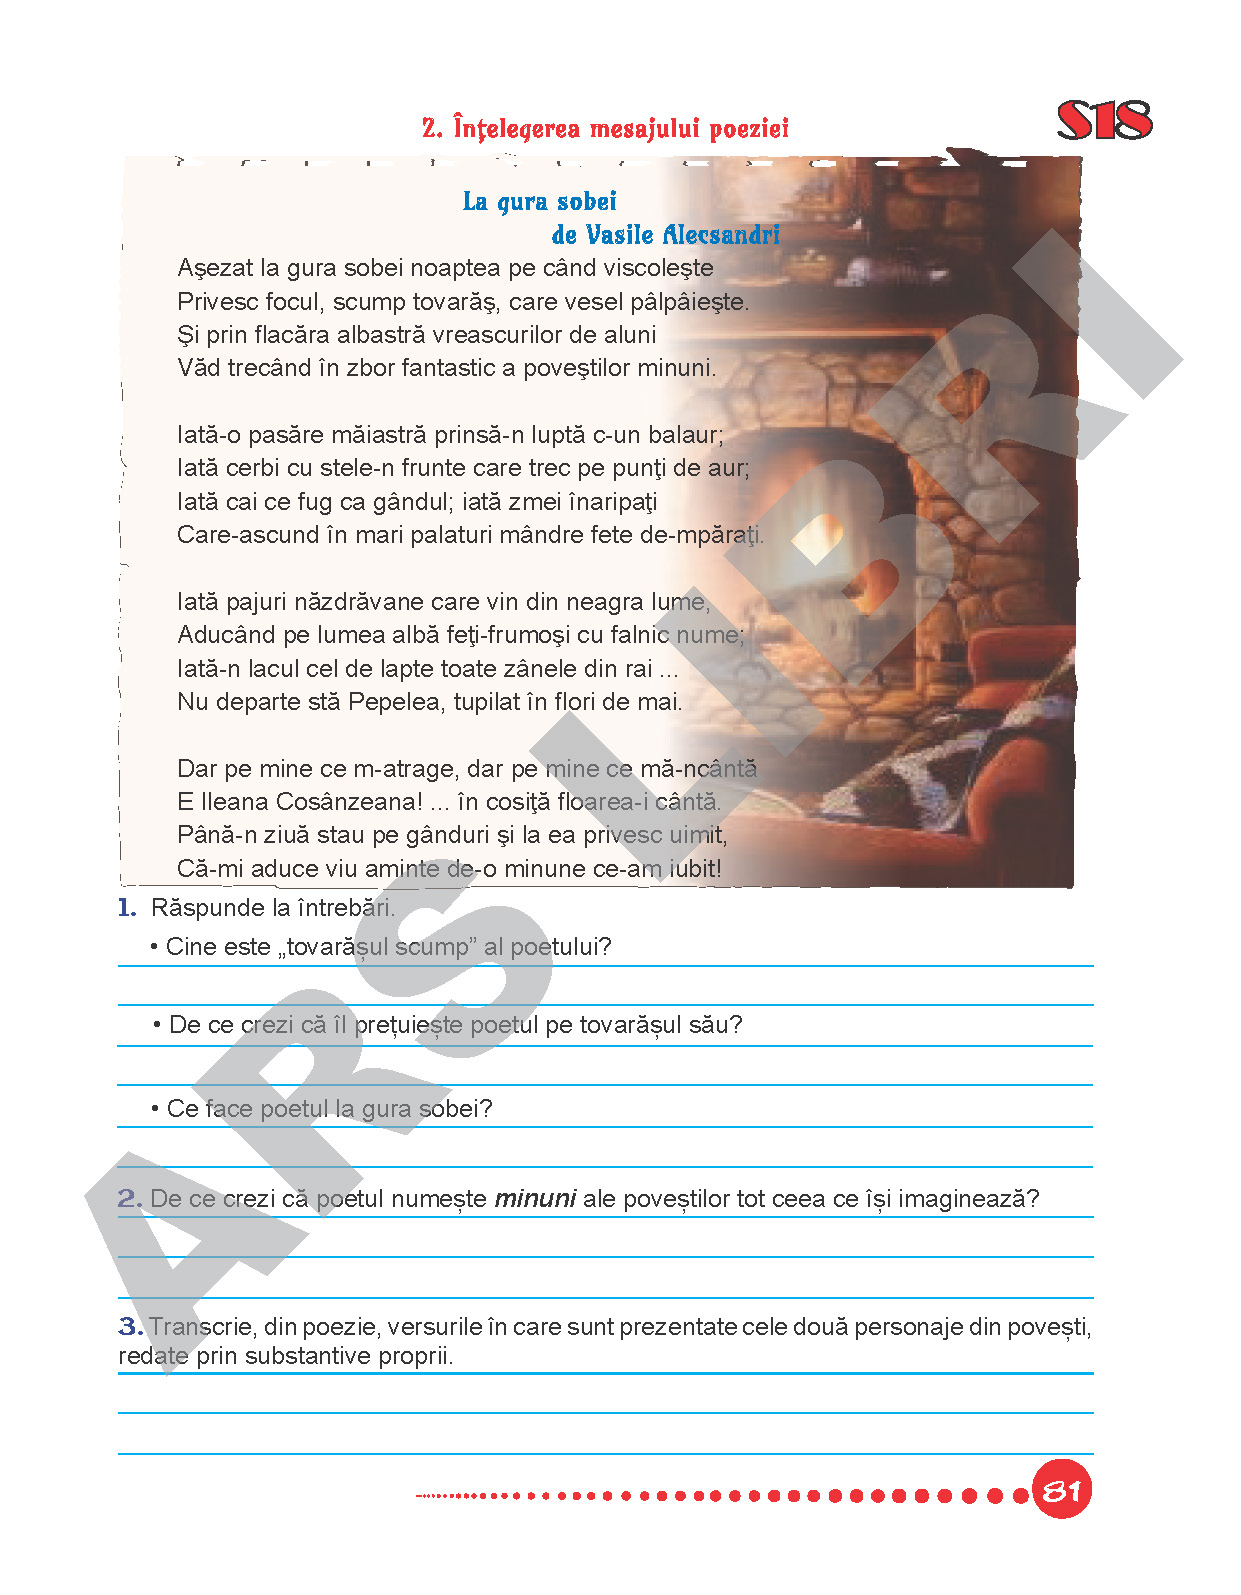 2. Înţelegerea mesajului poeziei
S18
La gura sobei
de Vasile Alecsandri
Aşezat la gura sobei noaptea pe când viscoleşte
Privesc focul, scump tovarăş, care vesel pâlpâieşte.
Şi prin flacăra albastră vreascurilor de aluni
Văd trecând în zbor fantastic a poveştilor minuni.
Iată-o pasăre măiastră prinsă-n luptă c-un balaur;
Iată cerbi cu stele-n frunte care trec pe punţi de aur;
Iată cai ce fug ca gândul; iată zmei înaripaţi
Care-ascund în mari palaturi mândre fete de-mpăraţi.
Iată pajuri năzdrăvane care vin din neagra lume,
Aducând pe lumea albă feţi-frumoşi cu falnic nume;
Iată-n lacul cel de lapte toate zânele din rai ...
Nu departe stă Pepelea, tupilat în flori de mai.
Dar pe mine ce m-atrage, dar pe mine ce mă-ncântă
E Ileana Cosânzeana! ... în cosiţă floarea-i cântă.
Până-n ziuă stau pe gânduri şi la ea privesc uimit,
Că-mi aduce viu aminte de-o minune ce-am iubit!
1. Răspunde la întrebări.
• Cine este „tovarășul scump” al poetului?
• De ce crezi că îl prețuiește poetul pe tovarășul său?
• Ce face poetul la gura sobei?
2. De ce crezi că poetul numește minuni ale poveștilor tot ceea ce își imaginează?
3. Transcrie, din poezie, versurile în care sunt prezentate cele două personaje din povești,
redate prin substantive proprii.
81
ARS LIBRI